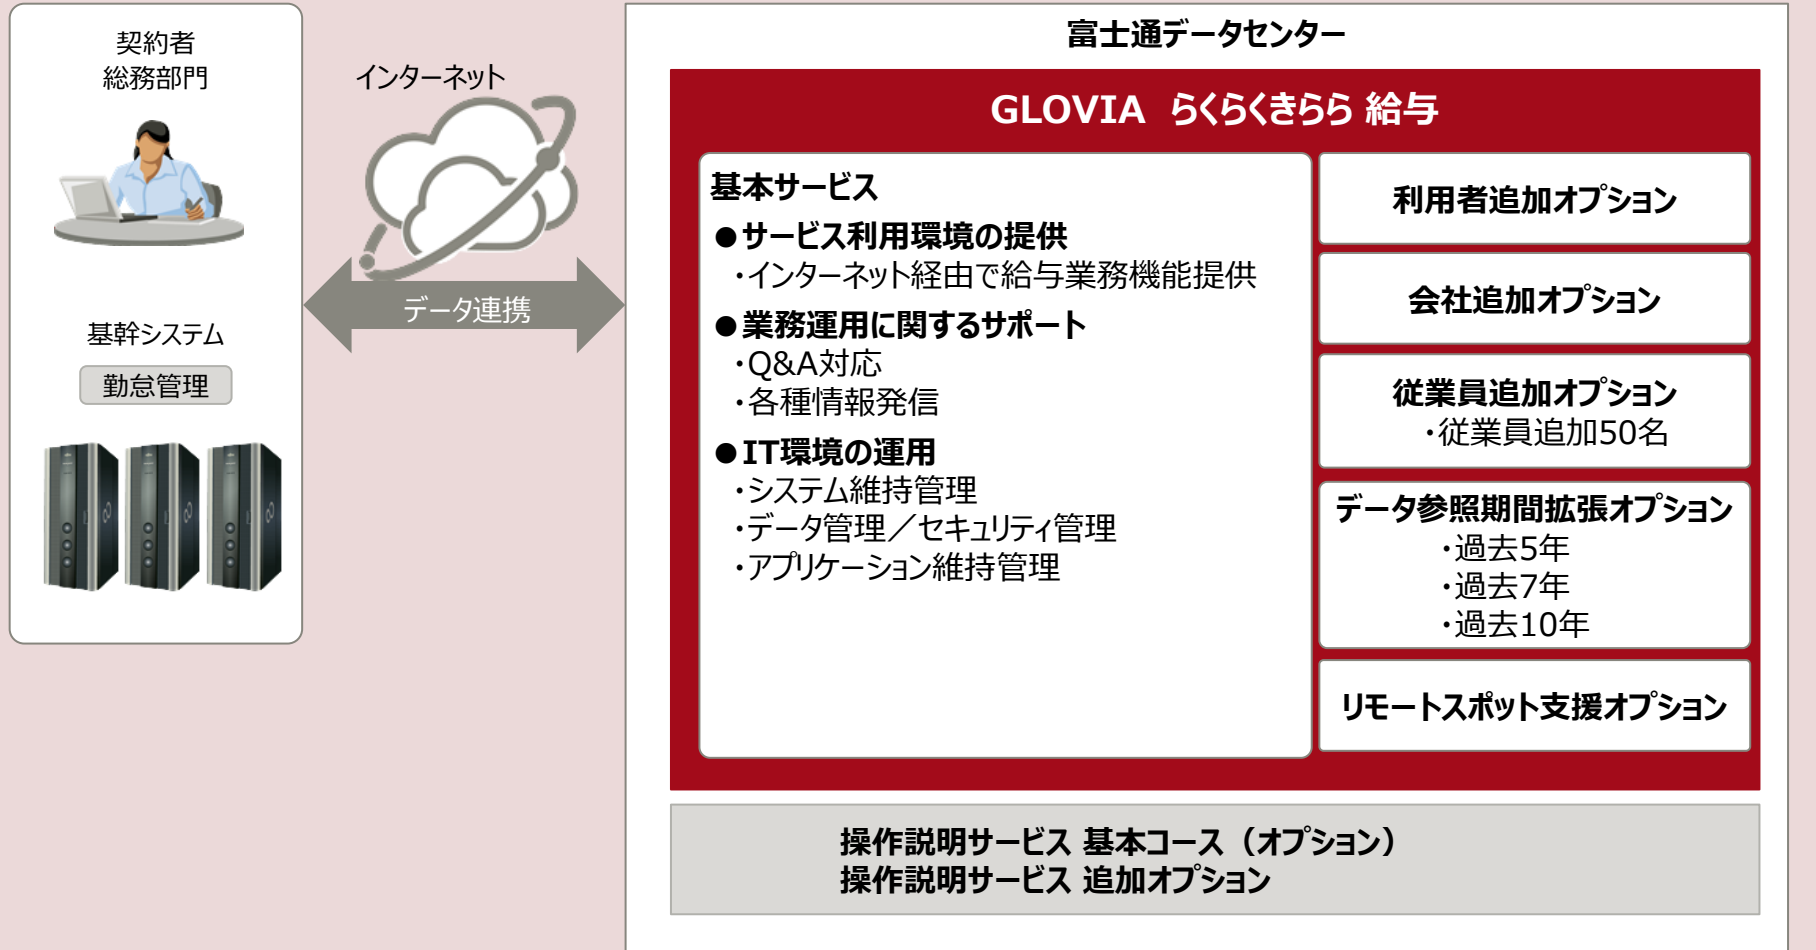 契約者
総務部門
基幹システム
勤怠管理
インターネット
データ連携
富士通データセンター
GLOVIA らくらくきらら 給与
基本サービス
●サービス利用環境の提供
・インターネット経由で給与業務機能提供
●業務運用に関するサポート
・Q&A対応
・各種情報発信
●IT環境の運用
・システム維持管理
・データ管理／セキュリティ管理
・アプリケーション維持管理
利用者追加オプション
会社追加オプション
従業員追加オプション
・従業員追加50名
データ参照期間拡張オプション
・過去5年
・過去7年
・過去10年
リモートスポット支援オプション
操作説明サービス 基本コース（オプション）
操作説明サービス 追加オプション